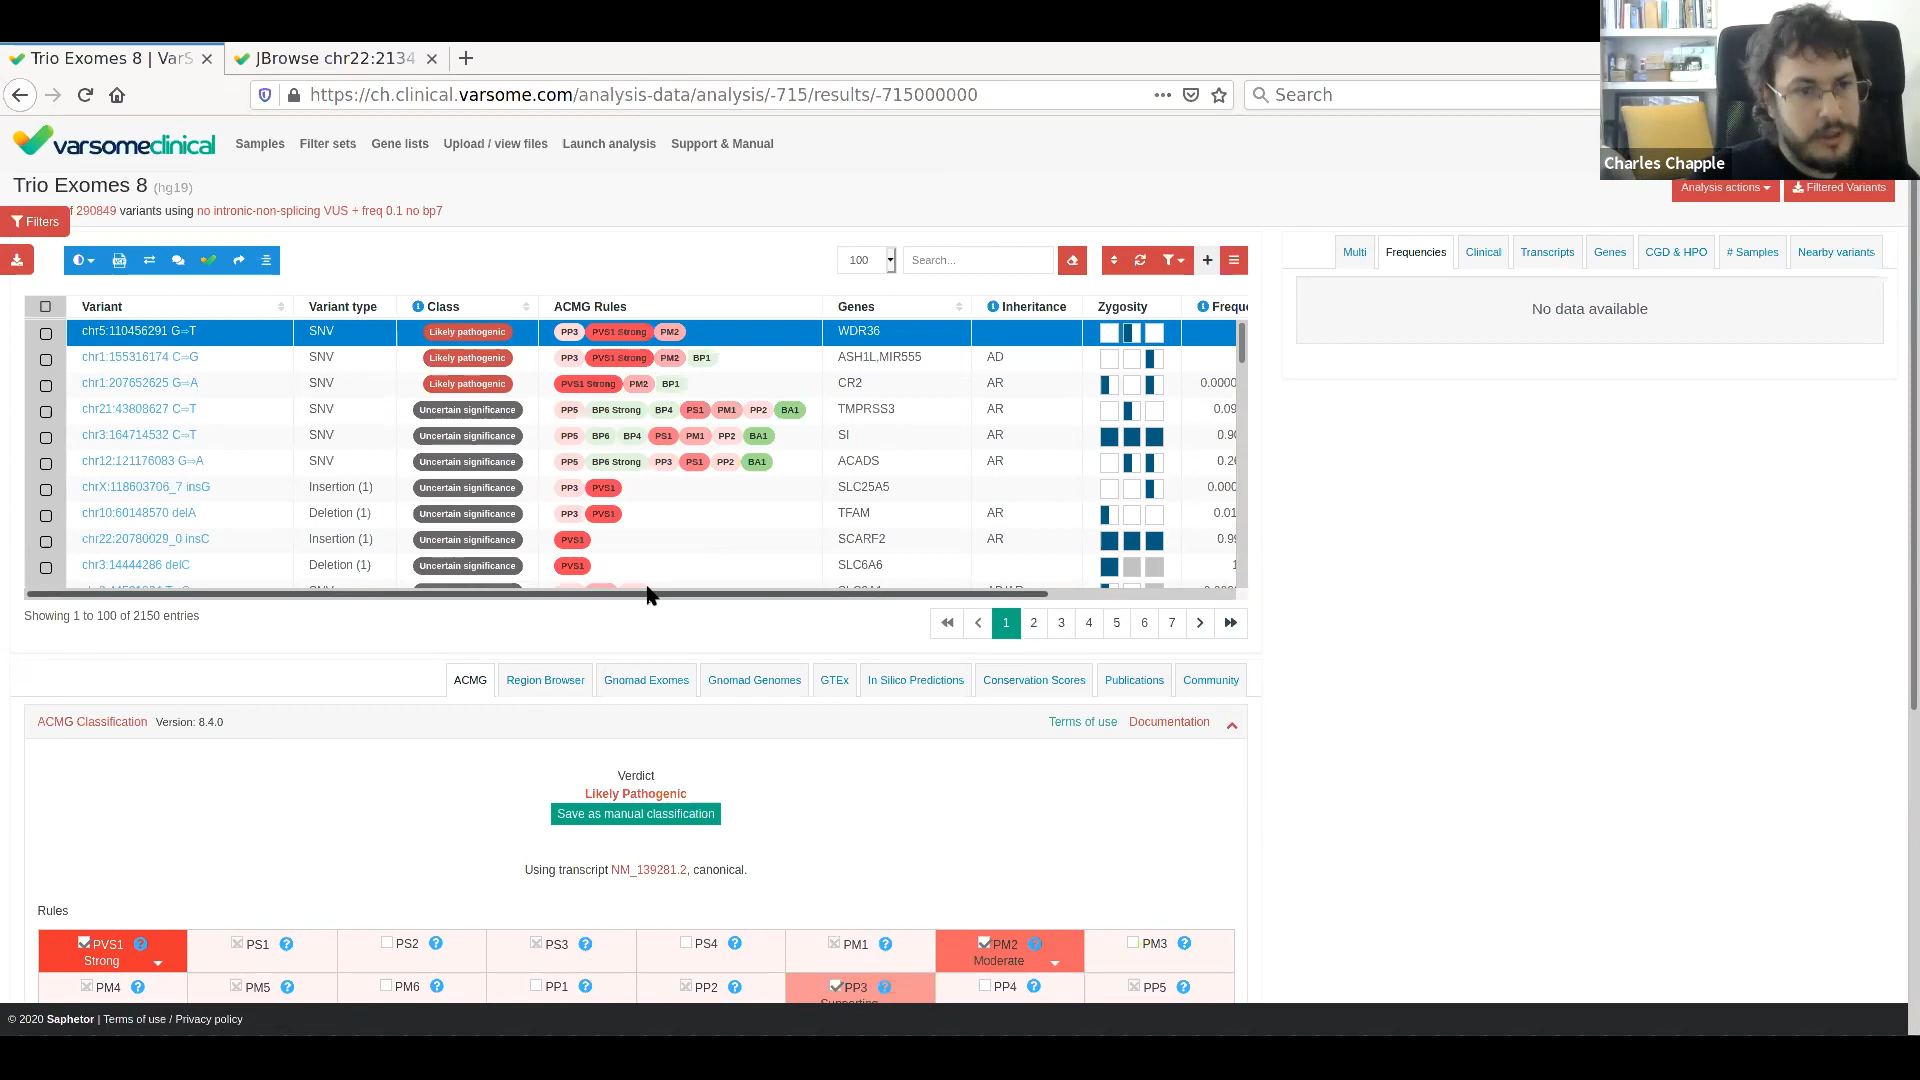 Trio Exomes 8 | VarS
JBrowse chr22:2134
https://ch.clinical.varsome.com/analysis-data/analysis/-715/results/-715000000
Search
Charles Chapple
varsomeclinical
Samples
Filter sets
Gene lists
Upload / view files
Launch analysis
Support & Manual
Trio Exomes 8 (hg19)
Analysis actions
Filtered Variants
f 290849 variants using no intronic-non-splicing VUS + freq 0.1 no bp7
Filters
100
Search...
Multi
Frequencies
Clinical
Transcripts
Genes
CGD & HPO
# Samples
Nearby variants
No data available
Variant Variant type Class ACMG Rules Genes Inheritance Zygosity Freque
chr5:110456291 G⇒T SNV Likely pathogenic PP3 PVS1 Strong PM2 WDR36
chr1:155316174 C⇒G SNV Likely pathogenic PP3 PVS1 Strong PM2 BP1 ASH1L,MIR555 AD
chr1:207652625 G⇒A SNV Likely pathogenic PVS1 Strong PM2 BP1 CR2 AR 0.0000
chr21:43808627 C⇒T SNV Uncertain significance PP5 BP6 Strong BP4 PS1 PM1 PP2 BA1 TMPRSS3 AR 0.09
chr3:164714532 C⇒T SNV Uncertain significance PP5 BP6 BP4 PS1 PM1 PP2 BA1 SI AR 0.90
chr12:121176083 G⇒A SNV Uncertain significance PP5 BP6 Strong PP3 PS1 PP2 BA1 ACADS AR 0.26
chrX:118603706_7 insG Insertion (1) Uncertain significance PP3 PVS1 SLC25A5 0.000
chr10:60148570 delA Deletion (1) Uncertain significance PP3 PVS1 TFAM AR 0.01
chr22:20780029_0 insC Insertion (1) Uncertain significance PVS1 SCARF2 AR 0.99
chr3:14444286 delC Deletion (1) Uncertain significance PVS1 SLC6A6 1
Showing 1 to 100 of 2150 entries
1 2 3 4 5 6 7
ACMG
Region Browser
Gnomad Exomes
Gnomad Genomes
GTEx
In Silico Predictions
Conservation Scores
Publications
Community
ACMG Classification Version: 8.4.0
Terms of use Documentation
Verdict
Likely Pathogenic
Save as manual classification
Using transcript NM_139281.2, canonical.
Rules
PVS1 PS1 PS2 PS3 PS4 PM1 PM2 PM3
Strong Moderate
PM4 PM5 PM6 PP1 PP2 PP3 PP4 PP5
Supporting
© 2020 Saphetor | Terms of use / Privacy policy